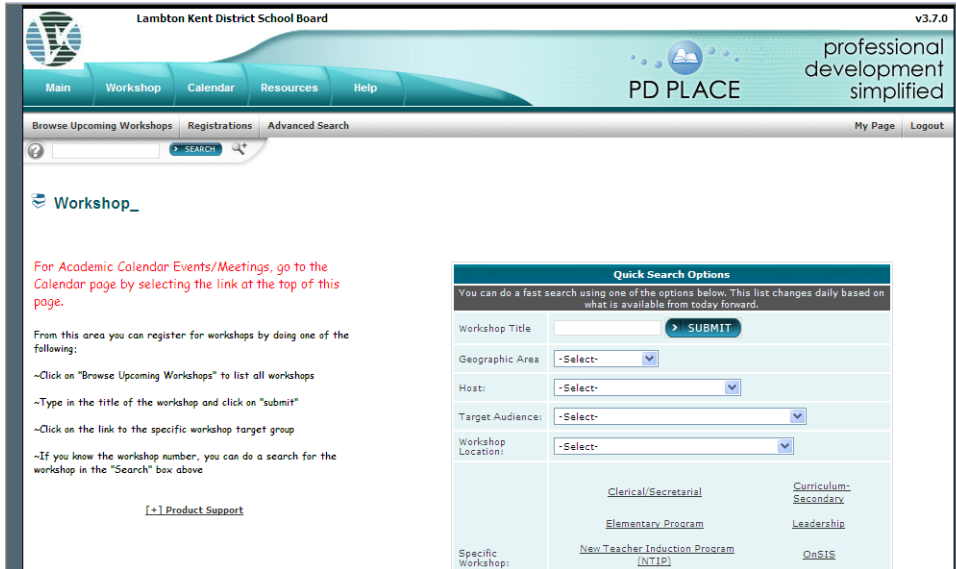 Lambton Kent District School Board
v3.7.0
PD PLACE
professional
development
simplified
Main Workshop Calendar Resources Help
Browse Upcoming Workshops Registrations Advanced Search My Page Logout
SEARCH
Workshop_
For Academic Calendar Events/Meetings, go to the
Calendar page by selecting the link at the top of this
page.
From this area you can register for workshops by doing one of the
following:
~Click on "Browse Upcoming Workshops" to list all workshops
~Type in the title of the workshop and click on "submit"
~Click on the link to the specific workshop target group
~If you know the workshop number, you can do a search for the
workshop in the "Search" box above
[+] Product Support
Quick Search Options
You can do a fast search using one of the options below. This list changes daily based on
what is available from today forward.
Workshop Title SUBMIT
Geographic Area -Select-
Host: -Select-
Target Audience: -Select-
Workshop
Location: -Select-
Specific
Workshop:
Clerical/Secretarial
Curriculum-
Secondary
Elementary Program
Leadership
New Teacher Induction Program
(NTIP)
OnSIS